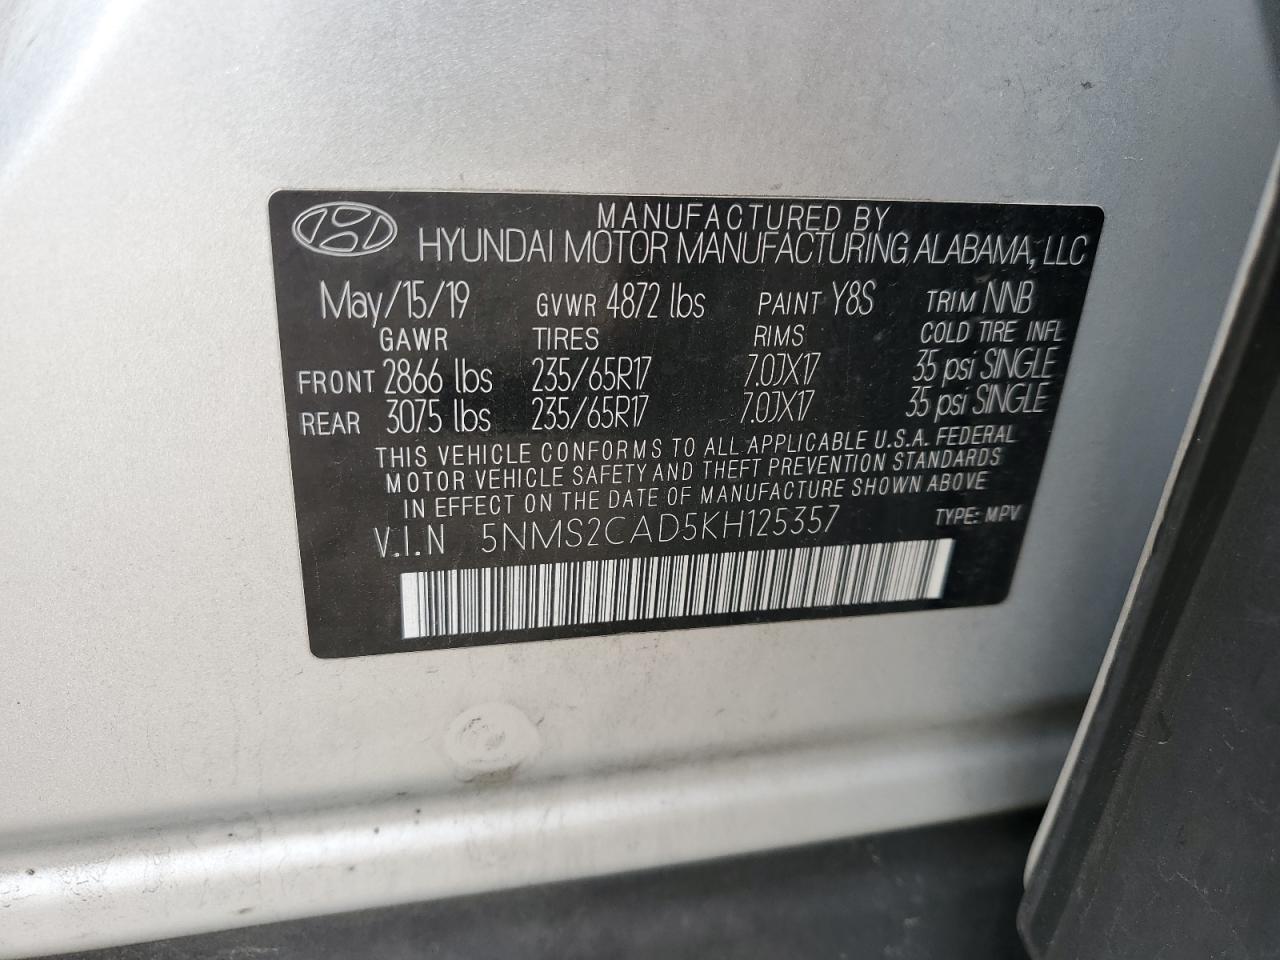 MANUFACTURED BY
HYUNDAI MOTOR MANUFACTURING, ALABAMA, LLC
May/15/19 GVWR 4872 lbs PAINT Y8S TRIM NNB
GAWR TIRES RIMS COLD TIRE INFL
FRONT 2866 lbs 235/65R17 7.0JX17 35 psi SINGLE
REAR 3075 lbs 235/65R17 7.0JX17 35 psi SINGLE
THIS VEHICLE CONFORMS TO ALL APPLICABLE U.S.A. FEDERAL
MOTOR VEHICLE SAFETY AND THEFT PREVENTION STANDARDS
IN EFFECT ON THE DATE OF MANUFACTURE SHOWN ABOVE
V.I.N 5NMS2CAD5KH125357 TYPE: MPV